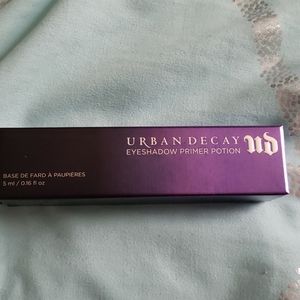 URBAN DECAY
EYESHADOW PRIMER POTION
UD
BASE DE FARD À PAUPIÈRES
5 ml / 0.16 fl oz